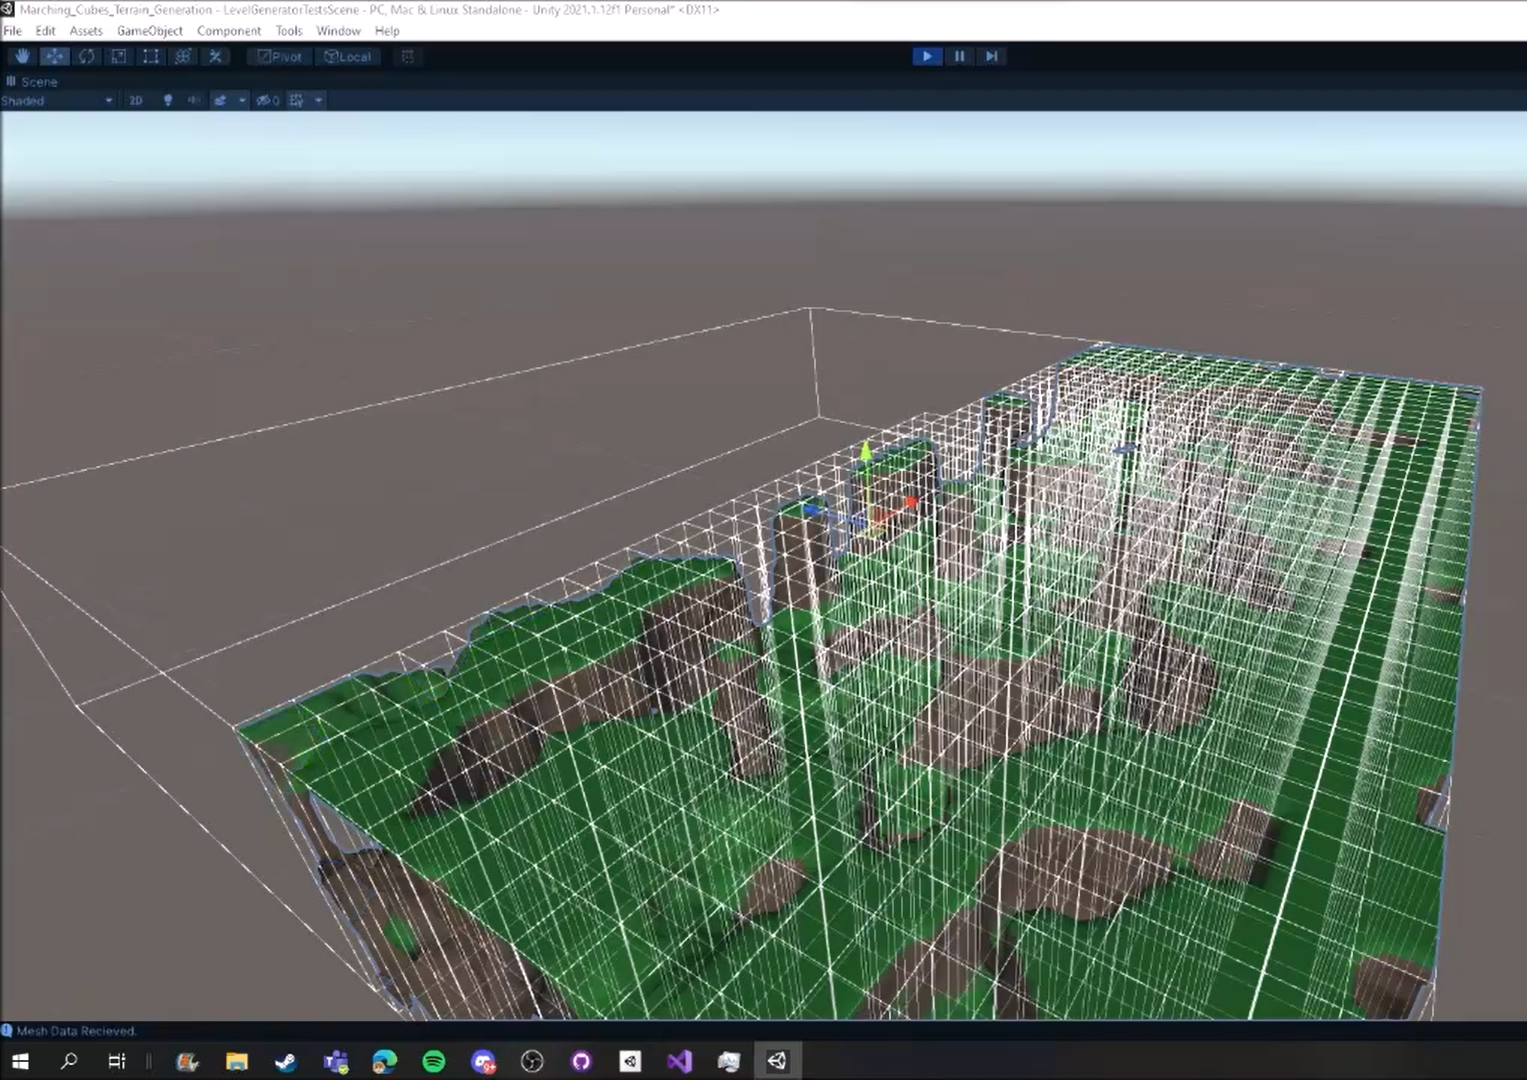 Marching_Cubes_Terrain_Generation - LevelGeneratorTestsScene - PC, Mac & Linux Standalone - Unity 2021.1.12f1 Personal* <DX11>
File Edit Assets GameObject Component Tools Window Help
Pivot Local
Scene
Shaded 2D 0
Mesh Data Recieved.
9+